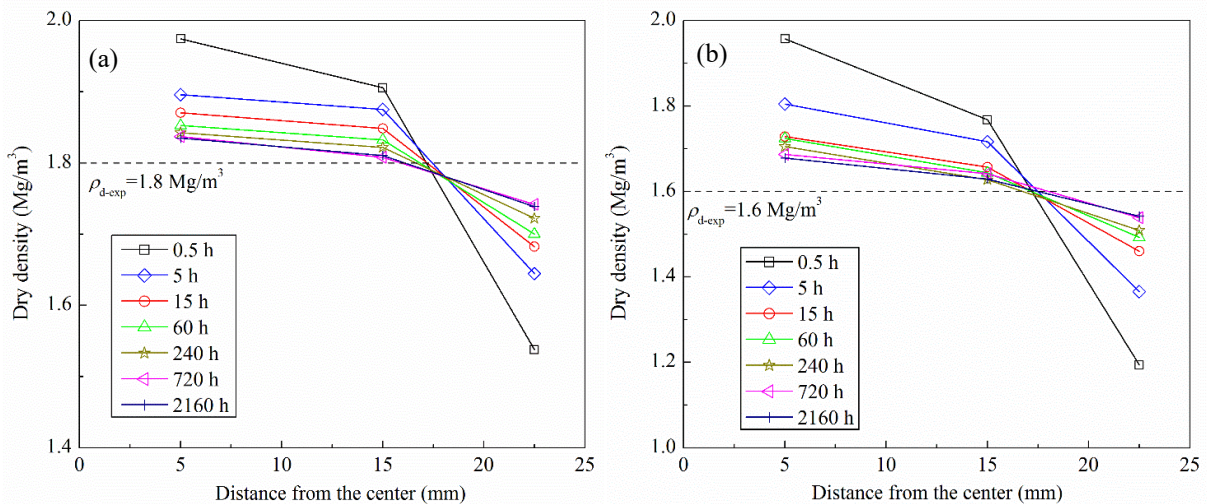 (a)
2.0
1.8
1.6
1.4
Dry density (Mg/m³)
ρd-exp=1.8 Mg/m³
0.5 h
5 h
15 h
60 h
240 h
720 h
2160 h
0 5 10 15 20 25
Distance from the center (mm)
(b)
2.0
1.8
1.6
1.4
1.2
1.0
Dry density (Mg/m³)
ρd-exp=1.6 Mg/m³
0.5 h
5 h
15 h
60 h
240 h
720 h
2160 h
0 5 10 15 20 25
Distance from the center (mm)